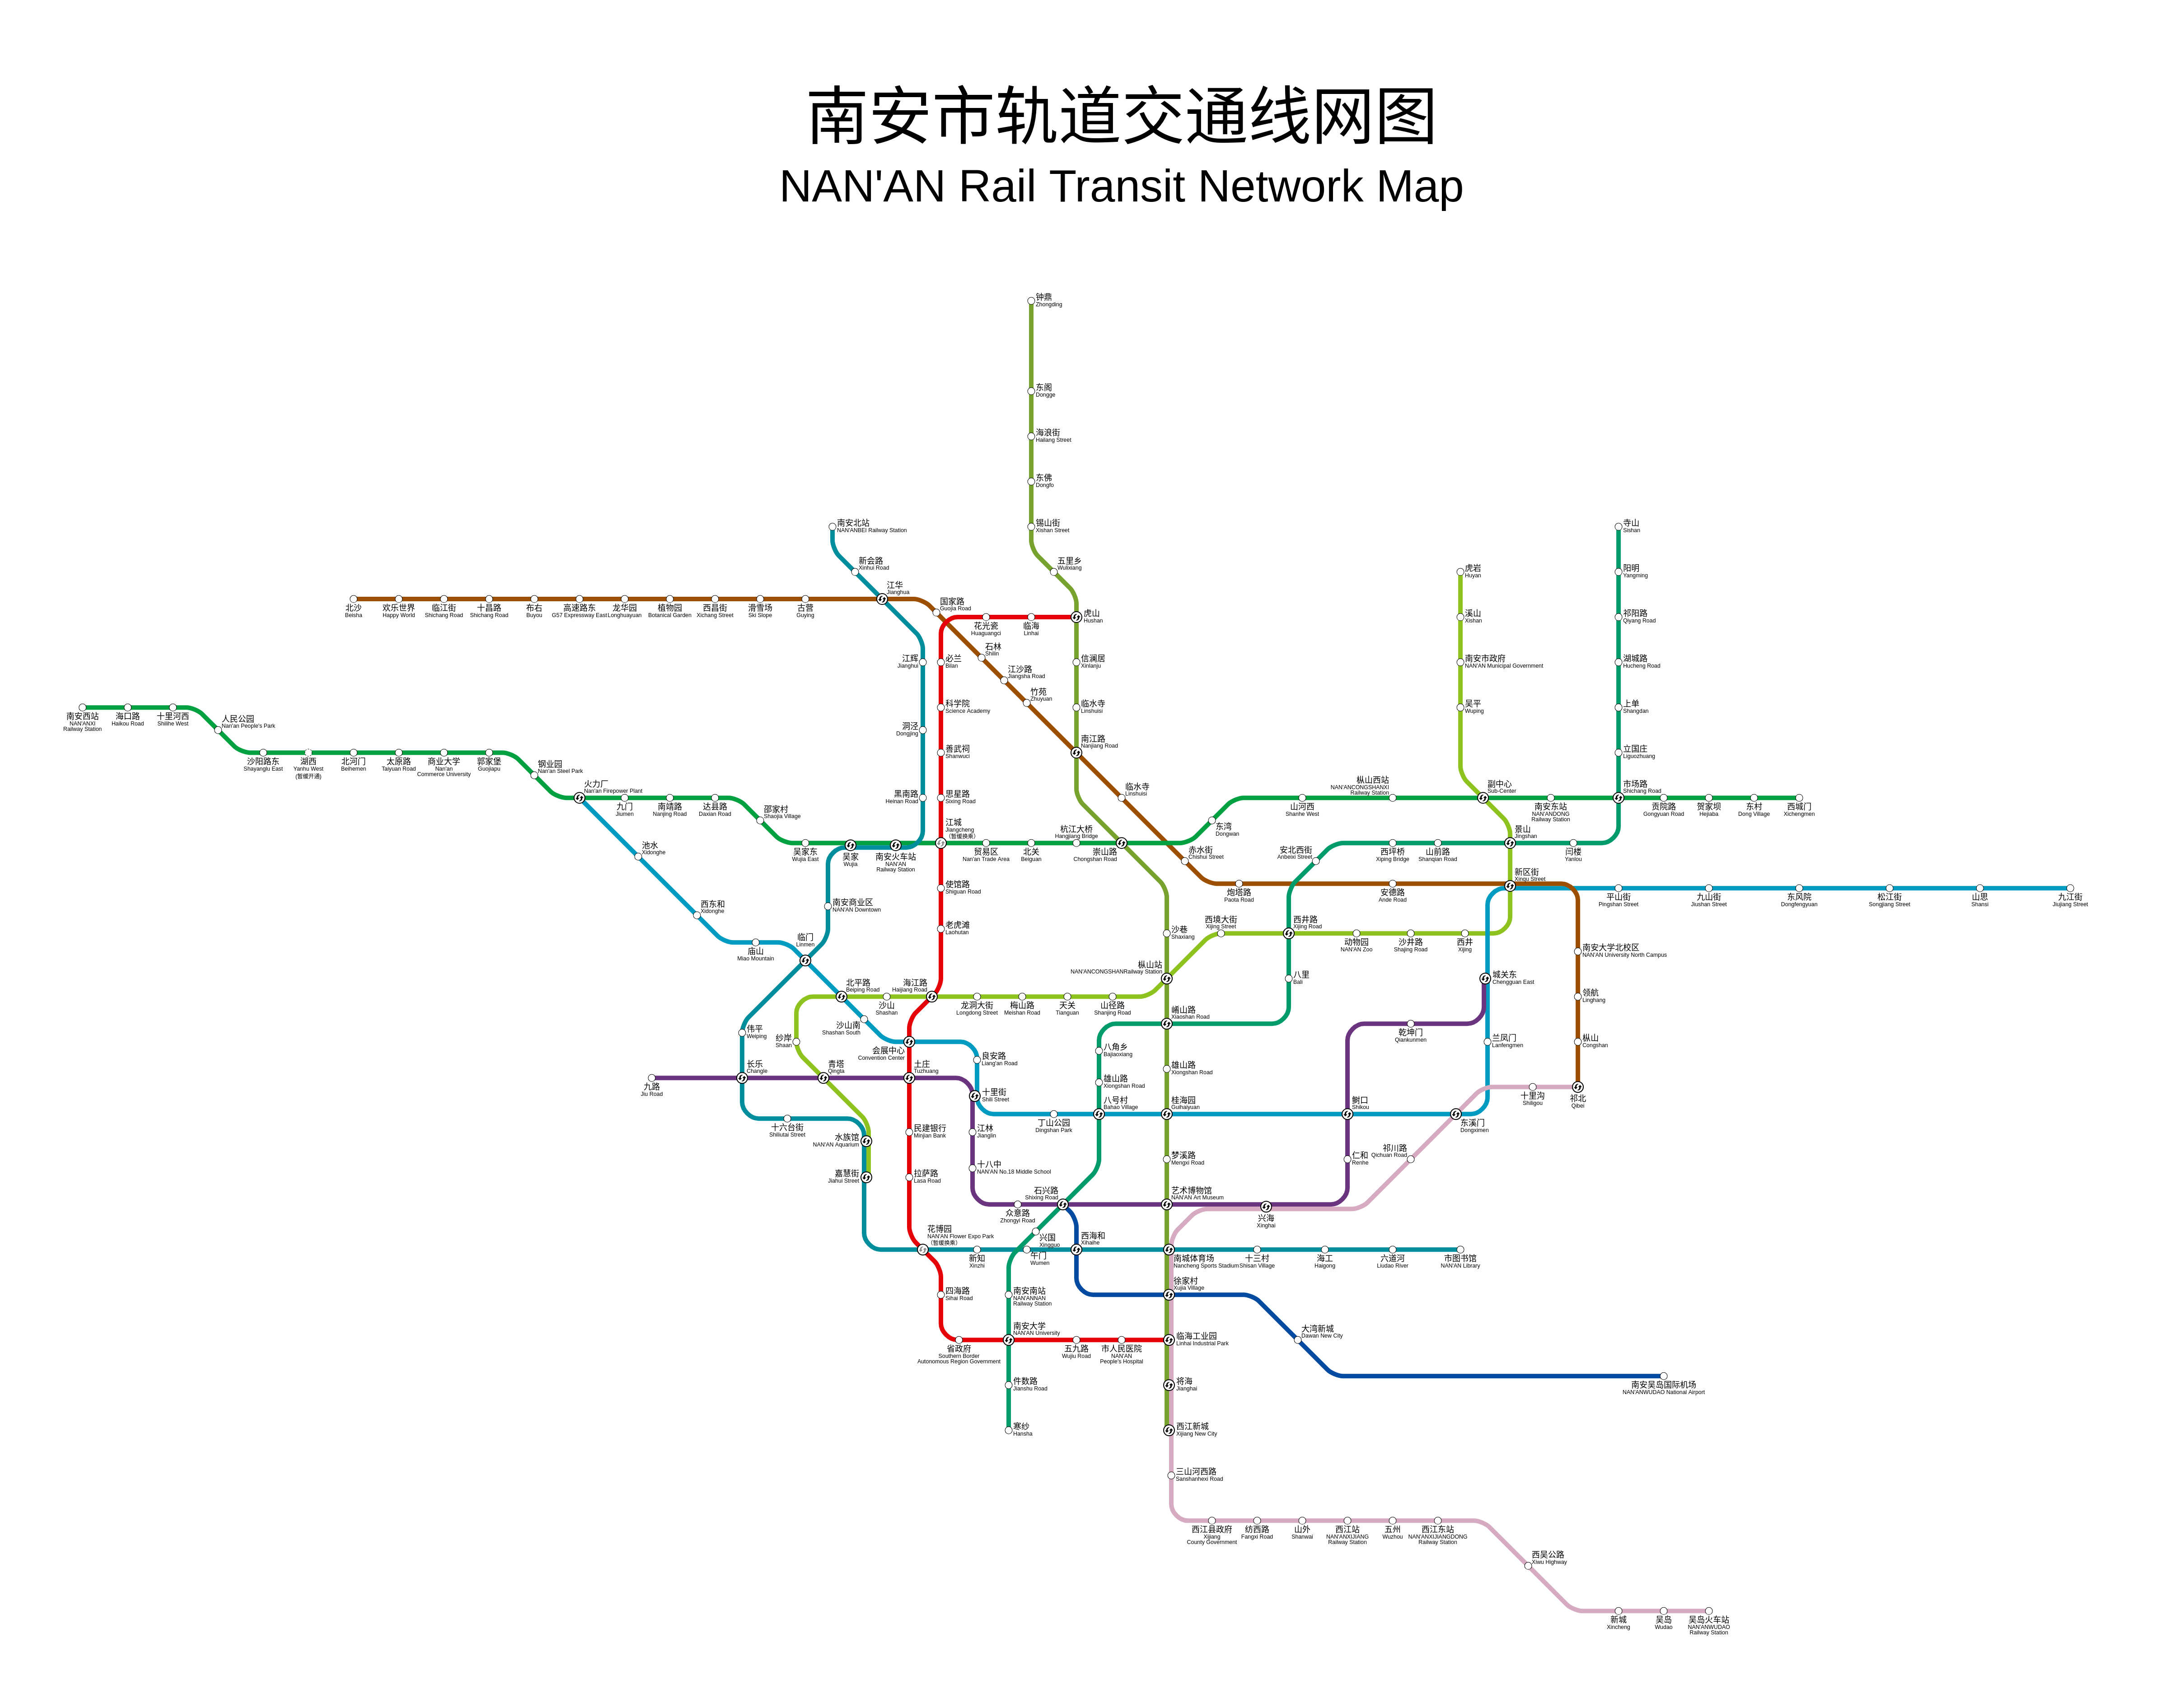 南安市轨道交通线网图
NAN'AN Rail Transit Network Map
钟鼎
Zhongding
东阁
Dongge
海浪街
Hailang Street
东佛
Dongfo
锡山街
Xishan Street
五里乡
Wulixiang
南安北站
NAN'ANBEI Railway Station
新会路
Xinhui Road
江华
Jianghua
寺山
Sishan
阳明
Yangming
祁阳路
Qiyang Road
湖城路
Hucheng Road
上单
Shangdan
立国庄
Liguozhuang
市场路
Shichang Road
虎岩
Huyan
溪山
Xishan
南安市政府
NAN'AN Municipal Government
吴平
Wuping
副中心
Sub-Center
北沙
Beisha
欢乐世界
Happy World
临江街
Shichang Road
十昌路
Shichang Road
布右
Buyou
高速路东
G57 Expressway East
龙华园
Longhuayuan
植物园
Botanical Garden
西昌街
Xichang Street
滑雪场
Ski Slope
古营
Guying
国家路
Guojia Road
花光瓷
Huaguangci
临海
Linhai
虎山
Hushan
石林
Shilin
江沙路
Jiangsha Road
竹苑
Zhuyuan
江辉
Jianghui
必兰
Bilan
信澜居
Xinlanju
科学院
Science Academy
临水寺
Linshuisi
洞泾
Dongjing
善武祠
Shanwuci
南江路
Nanjiang Road
黑南路
Heinan Road
思星路
Sixing Road
临水寺
Linshuisi
南安西站
NAN'ANXI
Railway Station
海口路
Haikou Road
十里河西
Shilihe West
人民公园
Nan'an People's Park
沙阳路东
Shayanglu East
湖西
Yanhu West
(暂缓开通)
北河门
Beihemen
太原路
Taiyuan Road
商业大学
Nan'an
Commerce University
郭家堡
Guojiapu
钢业园
Nan'an Steel Park
火力厂
Nan'an Firepower Plant
九门
Jiumen
南靖路
Nanjing Road
达县路
Daxian Road
邵家村
Shaojia Village
吴家东
Wujia East
吴家
Wujia
南安火车站
NAN'AN
Railway Station
江城
Jiangcheng
（暂缓换乘）
贸易区
Nan'an Trade Area
北关
Beiguan
杭江大桥
Hangjiang Bridge
崇山路
Chongshan Road
东湾
Dongwan
山河西
Shanhe West
枞山西站
NAN'ANCONGSHANXI
Railway Station
南安东站
NAN'ANDONG
Railway Station
贡院路
Gongyuan Road
贺家坝
Hejiaba
东村
Dong Village
西城门
Xichengmen
赤水街
Chishui Street
安北西街
Anbeixi Street
西坪桥
Xiping Bridge
山前路
Shanqian Road
景山
Jingshan
闫楼
Yanlou
池水
Xidonghe
西东和
Xidonghe
使馆路
Shiguan Road
炮塔路
Paota Road
安德路
Ande Road
新区街
Xinqu Street
平山街
Pingshan Street
九山街
Jiushan Street
东风院
Dongfengyuan
松江街
Songjiang Street
山思
Shansi
九江街
Jiujiang Street
南安商业区
NAN'AN Downtown
老虎滩
Laohutan
沙巷
Shaxiang
西境大街
Xijing Street
西井路
Xijing Road
动物园
NAN'AN Zoo
沙井路
Shajing Road
西井
Xijing
南安大学北校区
NAN'AN University North Campus
庙山
Miao Mountain
临门
Linmen
枞山站
NAN'ANCONGSHANRailway Station
八里
Bali
城关东
Chengguan East
领航
Linghang
北平路
Beiping Road
沙山
Shashan
海江路
Haijiang Road
龙洞大街
Longdong Street
梅山路
Meishan Road
天关
Tianguan
山径路
Shanjing Road
崤山路
Xiaoshan Road
乾坤门
Qiankunmen
兰凤门
Lanfengmen
枞山
Congshan
伟平
Weiping
纱岸
Shaan
沙山南
Shashan South
会展中心
Convention Center
良安路
Liang'an Road
八角乡
Bajiaoxiang
九路
Jiu Road
长乐
Changle
青塔
Qingta
土庄
Tuzhuang
十里街
Shili Street
雄山路
Xiongshan Road
雄山路
Xiongshan Road
十里沟
Shiligou
祁北
Qibei
十六台街
Shiliutai Street
水族馆
NAN'AN Aquarium
民建银行
Minjian Bank
江林
Jianglin
丁山公园
Dingshan Park
八号村
Bahao Village
桂海园
Guihaiyuan
Shikou
东溪门
Dongximen
嘉慧街
Jiahui Street
拉萨路
Lasa Road
十八中
NAN'AN No.18 Middle School
梦溪路
Mengxi Road
仁和
Renhe
祁川路
Qichuan Road
众意路
Zhongyi Road
石兴路
Shixing Road
艺术博物馆
NAN'AN Art Museum
兴海
Xinghai
花博园
NAN'AN Flower Expo Park
（暂缓换乘）
新知
Xinzhi
兴国
Xingguo
午门
Wumen
西海和
Xihaihe
南城体育场
Nancheng Sports Stadium
十三村
Shisan Village
海工
Haigong
六道河
Liudao River
市图书馆
NAN'AN Library
四海路
Sihai Road
南安南站
NAN'ANNAN
Railway Station
徐家村
Xujia Village
省政府
Southern Border
Autonomous Region Government
南安大学
NAN'AN University
五九路
Wujiu Road
市人民医院
NAN'AN
People's Hospital
临海工业园
Linhai Industrial Park
大湾新城
Dawan New City
件数路
Jianshu Road
将海
Jianghai
南安吴岛国际机场
NAN'ANWUDAO National Airport
寒纱
Hansha
西江新城
Xijiang New City
三山河西路
Sanshanhexi Road
西江县政府
Xijiang
County Government
纺西路
Fangxi Road
山外
Shanwai
西江站
NAN'ANXIJIANG
Railway Station
五州
Wuzhou
西江东站
NAN'ANXIJIANGDONG
Railway Station
西吴公路
Xiwu Highway
新城
Xincheng
吴岛
Wudao
吴岛火车站
NAN'ANWUDAO
Railway Station